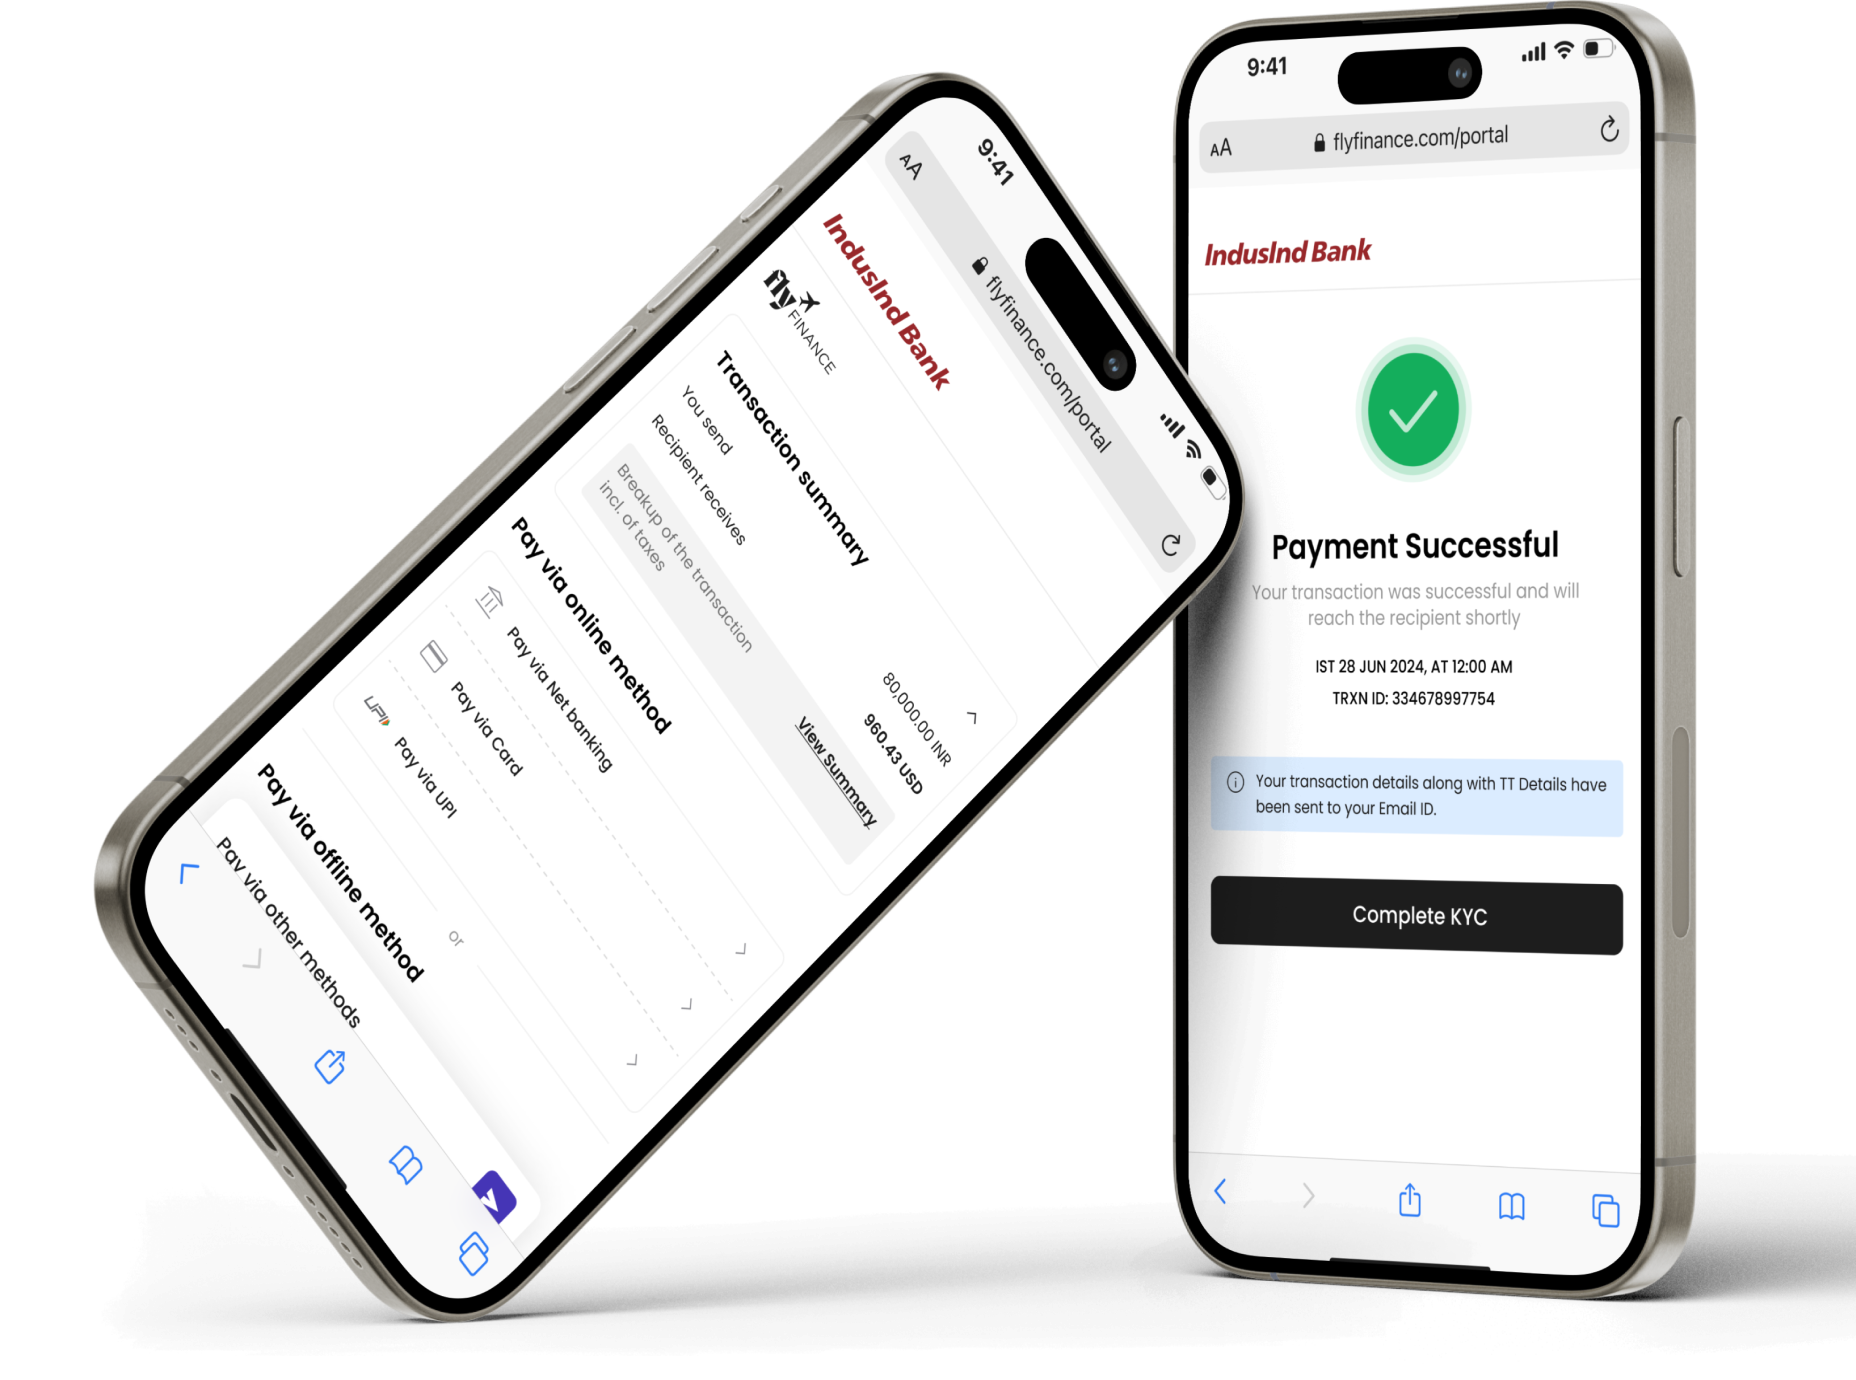 9:41
AA flyfinance.com/portal
IndusInd Bank
fly
FINANCE
Transaction summary
You send 80,000.00 INR
Recipient receives 960.43 USD
Breakup of the transaction
incl. of taxes
View Summary
Pay via online method
Pay via Net banking
Pay via Card
UPI Pay via UPI
or
Pay via offline method
Pay via other methods
9:41
AA flyfinance.com/portal
IndusInd Bank
Payment Successful
Your transaction was successful and will
reach the recipient shortly
IST 28 JUN 2024, AT 12:00 AM
TRXN ID: 334678997754
Your transaction details along with TT Details have
been sent to your Email ID.
Complete KYC